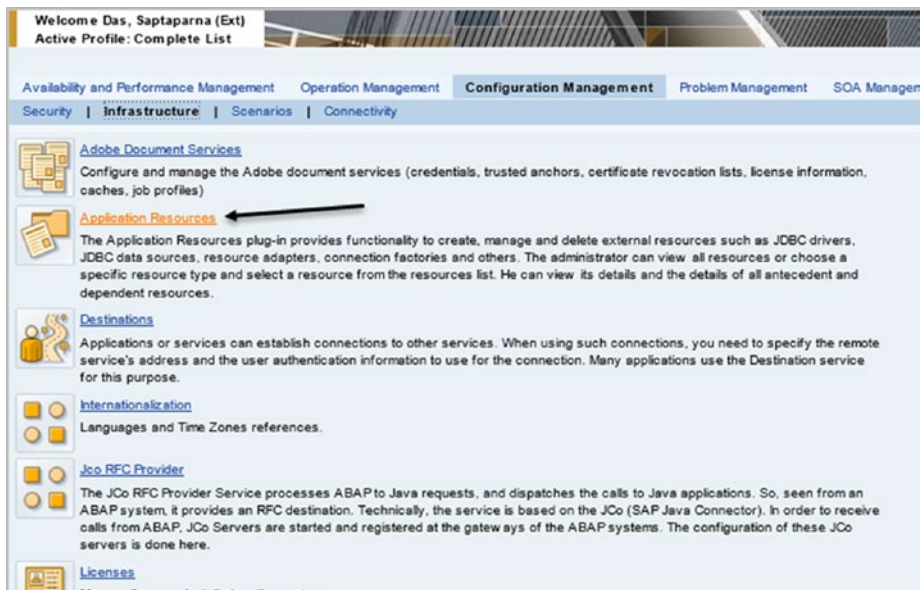 Welcome Das, Saptaparna (Ext)
Active Profile: Complete List
Availability and Performance Management Operation Management Configuration Management Problem Management SOA Managem
Security | Infrastructure | Scenarios | Connectivity
Adobe Document Services
Configure and manage the Adobe document services (credentials, trusted anchors, certificate revocation lists, license information,
caches, job profiles)
Application Resources
The Application Resources plug-in provides functionality to create, manage and delete external resources such as JDBC drivers,
JDBC data sources, resource adapters, connection factories and others. The administrator can view all resources or choose a
specific resource type and select a resource from the resources list. He can view its details and the details of all antecedent and
dependent resources.
Destinations
Applications or services can establish connections to other services. When using such connections, you need to specify the remote
service's address and the user authentication information to use for the connection. Many applications use the Destination service
for this purpose.
Internationalization
Languages and Time Zones references.
Jco RFC Provider
The JCo RFC Provider Service processes ABAP to Java requests, and dispatches the calls to Java applications. So, seen from an
ABAP system, it provides an RFC destination. Technically, the service is based on the JCo (SAP Java Connector). In order to receive
calls from ABAP, JCo Servers are started and registered at the gateways of the ABAP systems. The configuration of these JCo
servers is done here.
Licenses